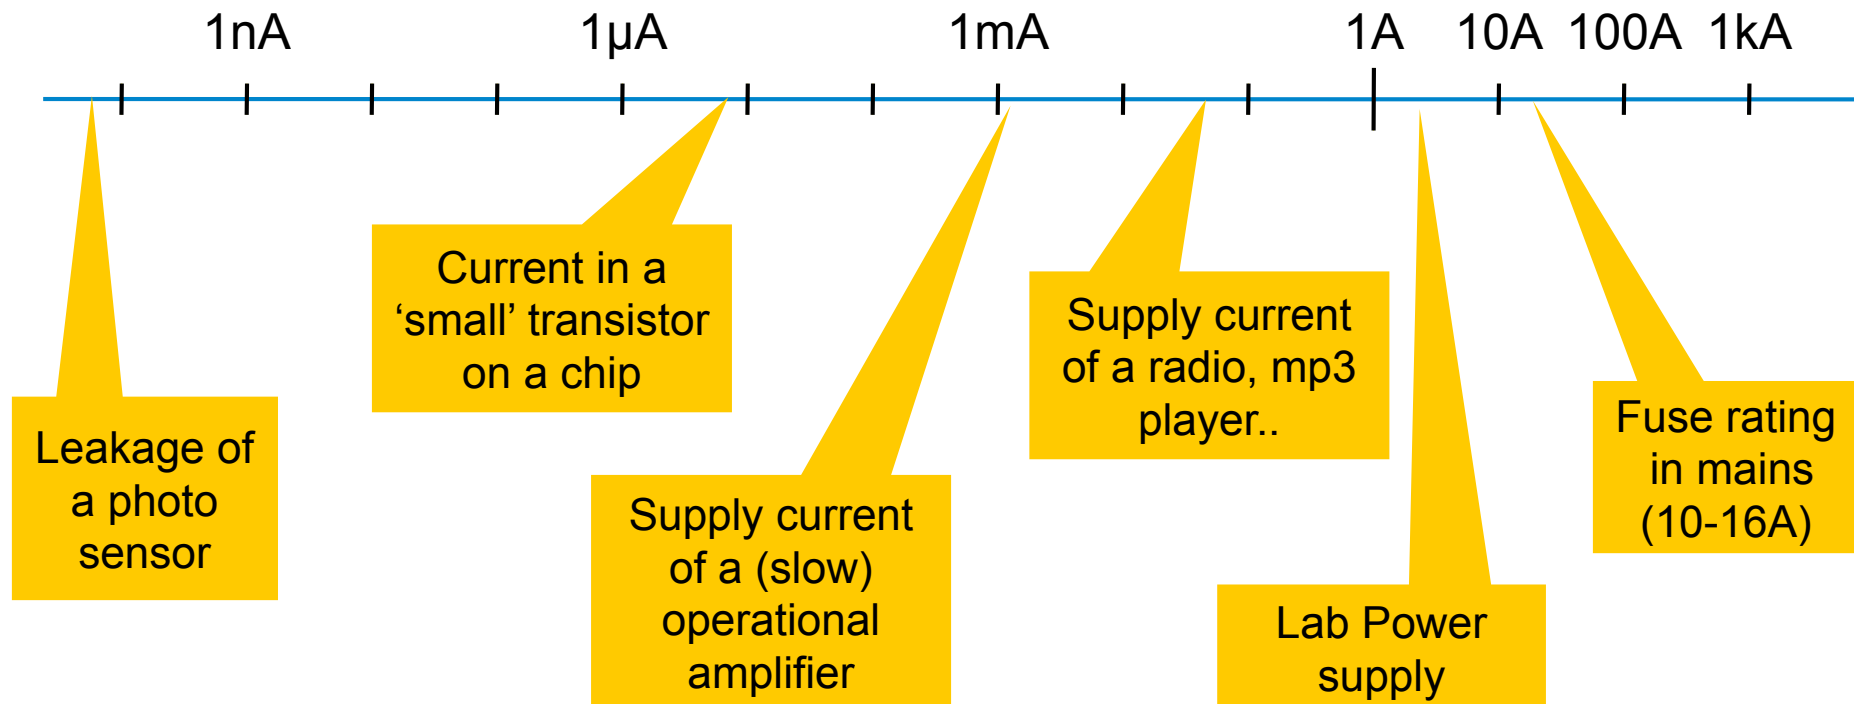 1nA 1µA 1mA 1A 10A 100A 1kA
Leakage of
a photo
sensor
Current in a
‘small’ transistor
on a chip
Supply current
of a (slow)
operational
amplifier
Supply current
of a radio, mp3
player..
Lab Power
supply
Fuse rating
in mains
(10-16A)